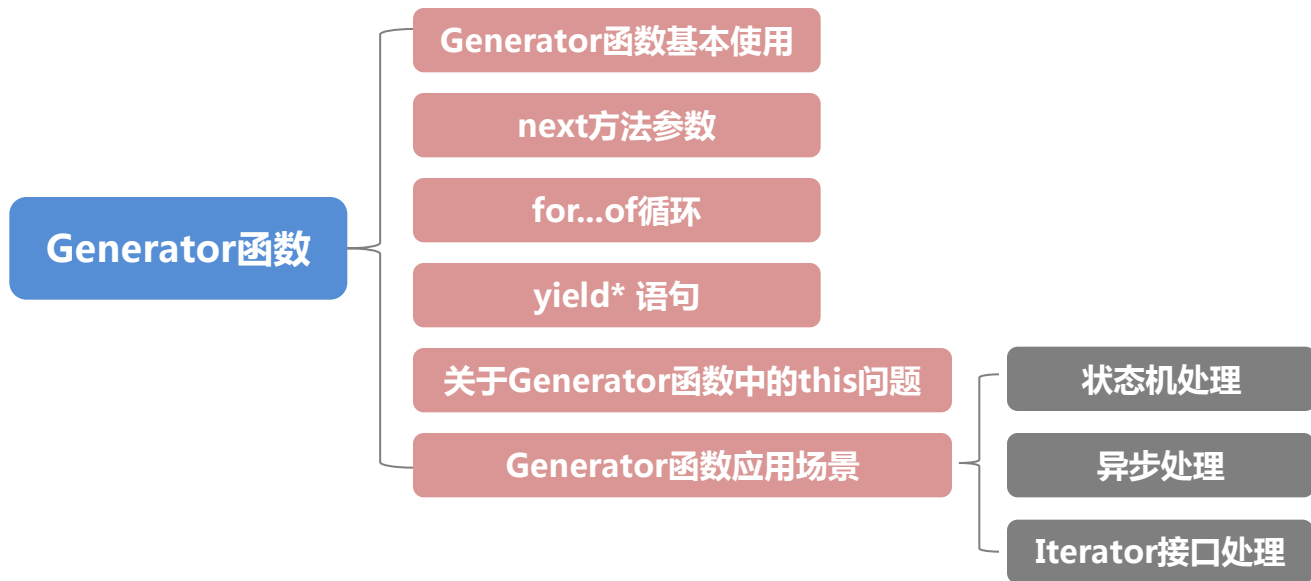 Generator函数
Generator函数基本使用
next方法参数
for...of循环
yield* 语句
关于Generator函数中的this问题
Generator函数应用场景
状态机处理
异步处理
Iterator接口处理